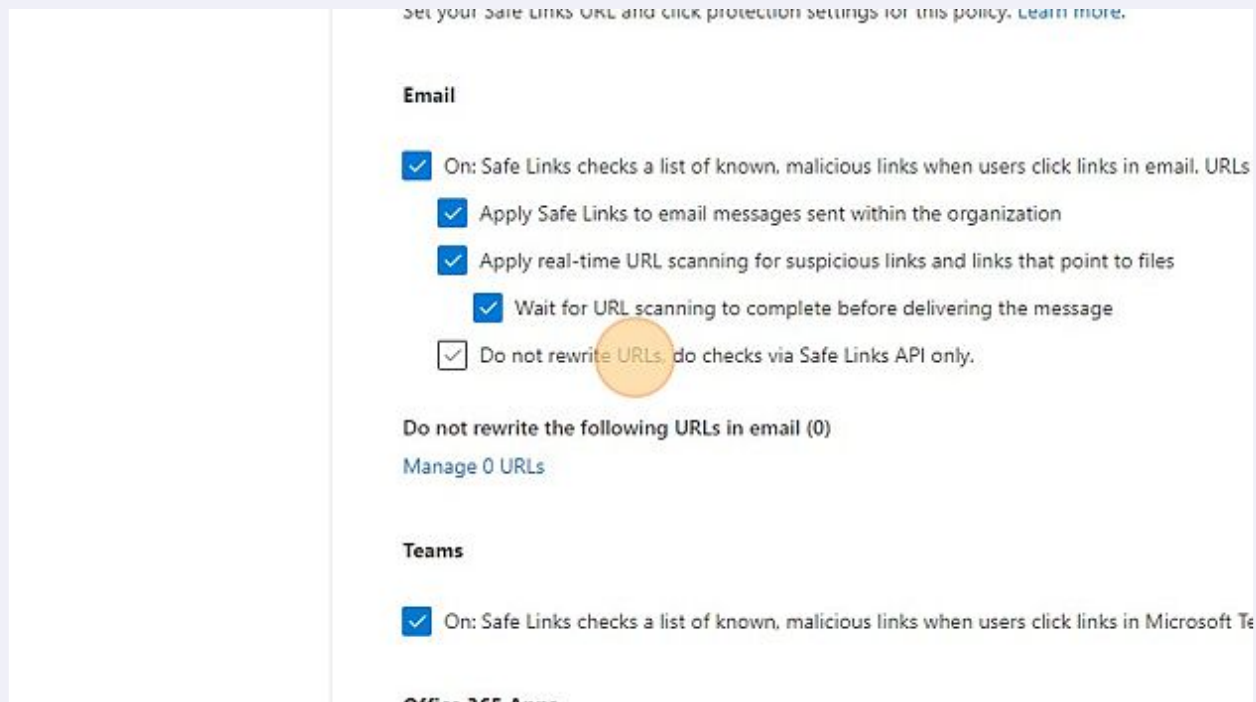 Set your Safe Links URL and click protection settings for this policy. Learn more.
Email
On: Safe Links checks a list of known, malicious links when users click links in email. URLs
Apply Safe Links to email messages sent within the organization
Apply real-time URL scanning for suspicious links and links that point to files
Wait for URL scanning to complete before delivering the message
Do not rewrite URLs, do checks via Safe Links API only.
Do not rewrite the following URLs in email (0)
Manage 0 URLs
Teams
On: Safe Links checks a list of known, malicious links when users click links in Microsoft Te
Office 365 Apps